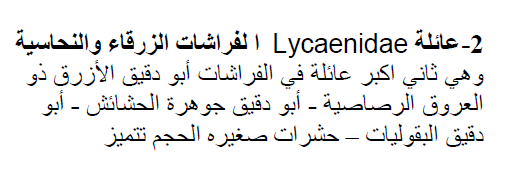 2-عائلة Lycaenidae ا لفراشات الزرقاء والنحاسية
وهي ثاني اكبر عائلة في الفراشات أبو دقيق الأزرق ذو
العروق الرصاصية - أبو دقيق جوهرة الحشائش - أبو
دقيق البقوليات – حشرات صغيره الحجم تتميز